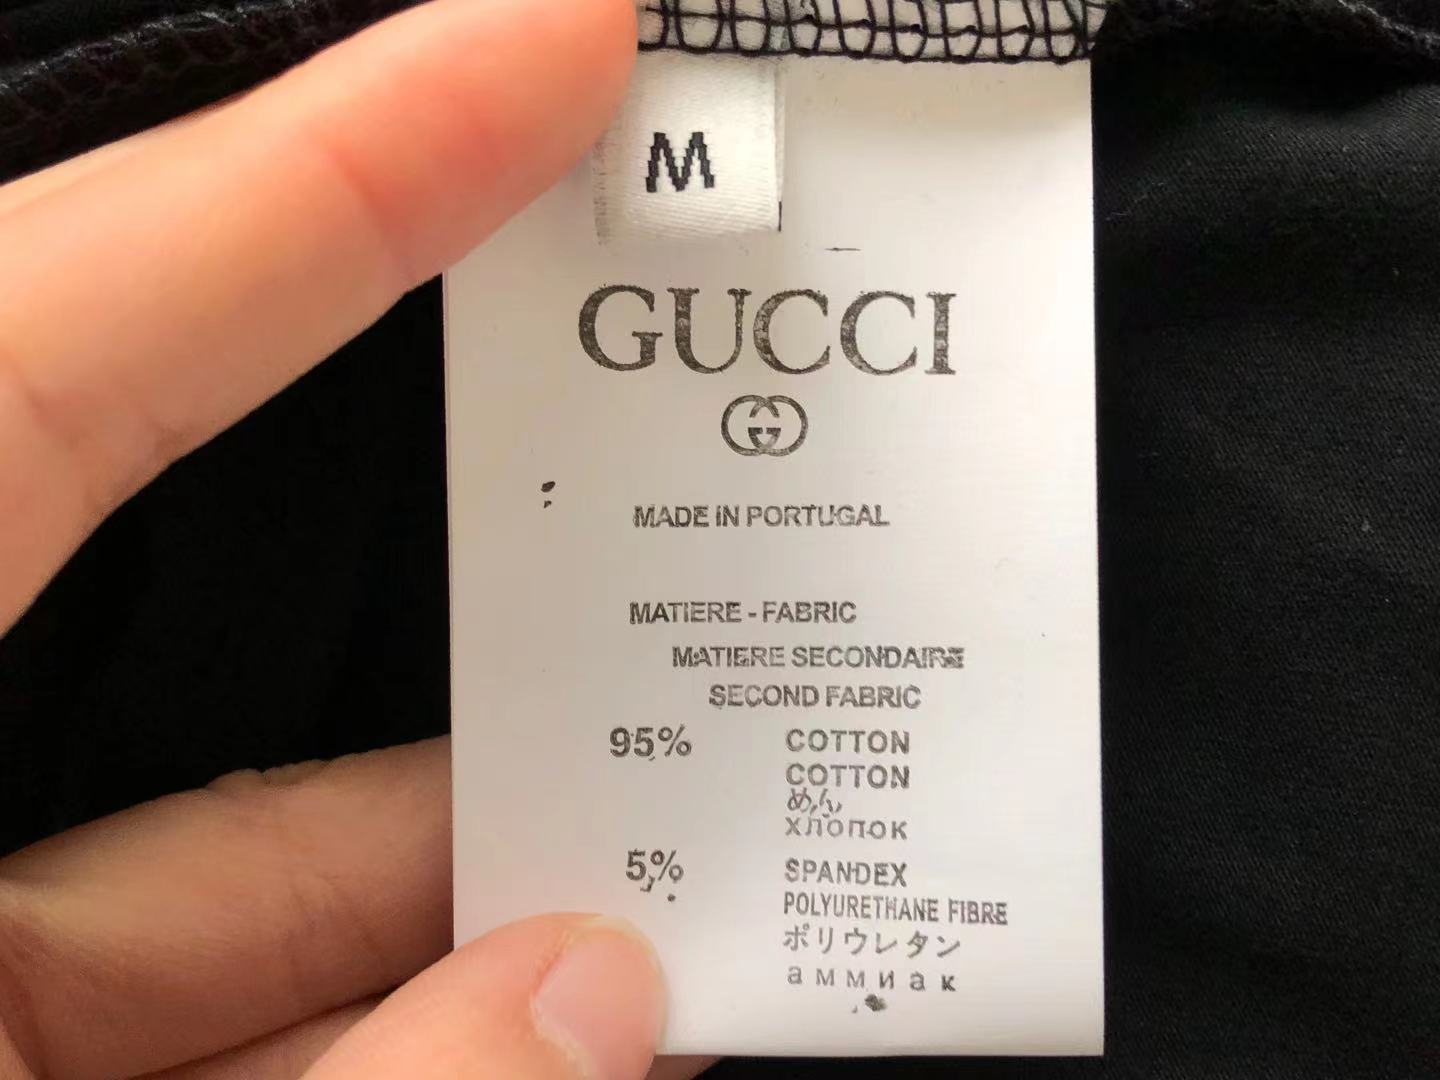 M
GUCCI
MADE IN PORTUGAL
MATIERE - FABRIC
MATIERE SECONDAIRE
SECOND FABRIC
95% COTTON
COTTON
めん
хлопок
5% SPANDEX
POLYURETHANE FIBRE
ポリウレタン
аммиак